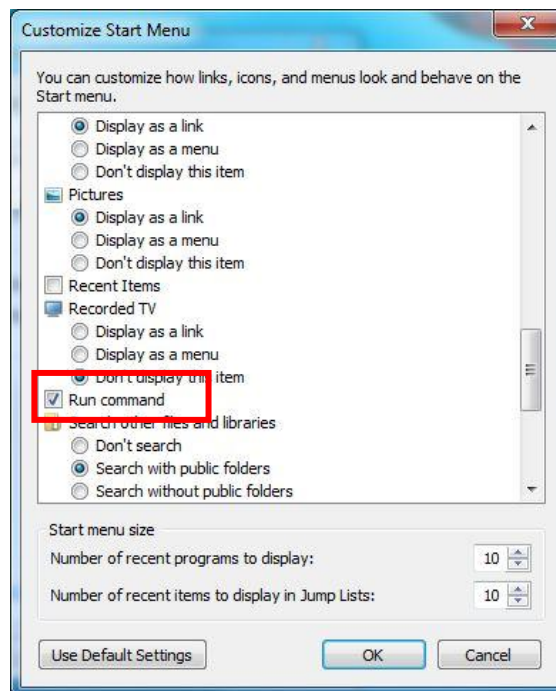 Customize Start Menu
You can customize how links, icons, and menus look and behave on the
Start menu.
Display as a link
Display as a menu
Don't display this item
Pictures
Display as a link
Display as a menu
Don't display this item
Recent Items
Recorded TV
Display as a link
Display as a menu
Don't display this item
Run command
Search other files and libraries
Don't search
Search with public folders
Search without public folders
Start menu size
Number of recent programs to display: 10
Number of recent items to display in Jump Lists: 10
Use Default Settings OK Cancel